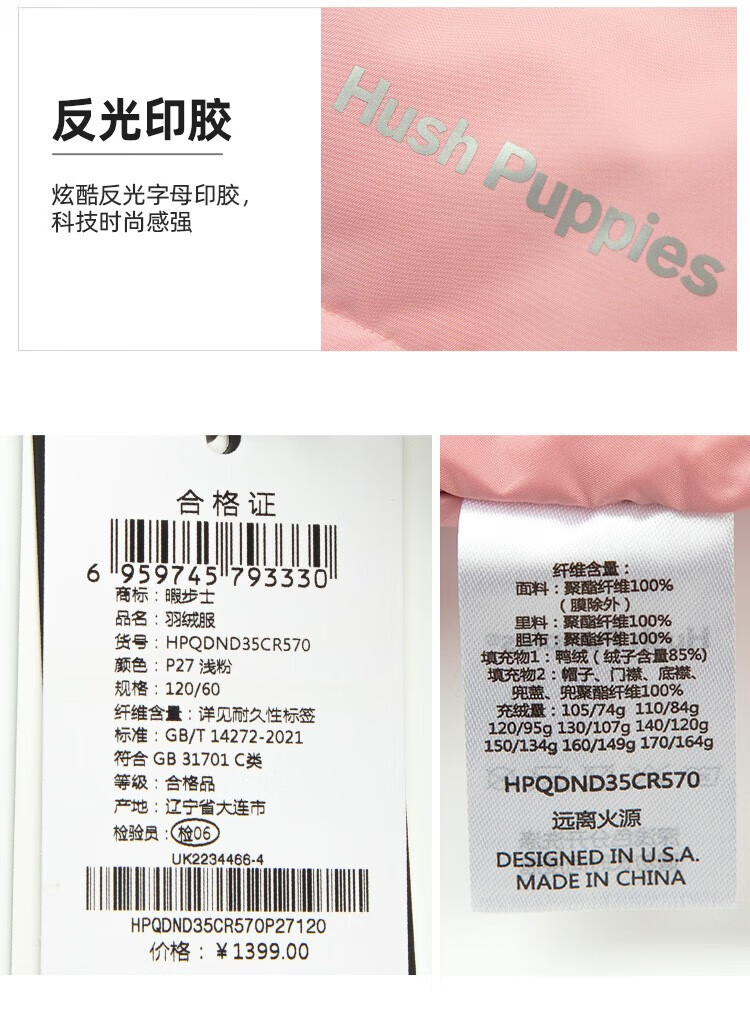 反光印胶
炫酷反光字母印胶，
科技时尚感强
Hush Puppies
合格证
6 959745 793330
商标：暇步士
品名：羽绒服
货号：HPQDND35CR570
颜色：P27 浅粉
规格：120/60
纤维含量：详见耐久性标签
标准：GB/T 14272-2021
符合 GB 31701 C类
等级：合格品
产地：辽宁省大连市
检验员：检06
UK2234466-4
HPQDND35CR570P27120
价格：￥1399.00
纤维含量：
面料：聚酯纤维100%
（膜除外）
里料：聚酯纤维100%
胆布：聚酯纤维100%
填充物1：鸭绒（绒子含量85%)
填充物2：帽子、门襟、底襟、
兜盖、兜聚酯纤维100%
充绒量：105/74g 110/84g
120/95g 130/107g 140/120g
150/134g 160/149g 170/164g
HPQDND35CR570
远离火源
DESIGNED IN U.S.A.
MADE IN CHINA